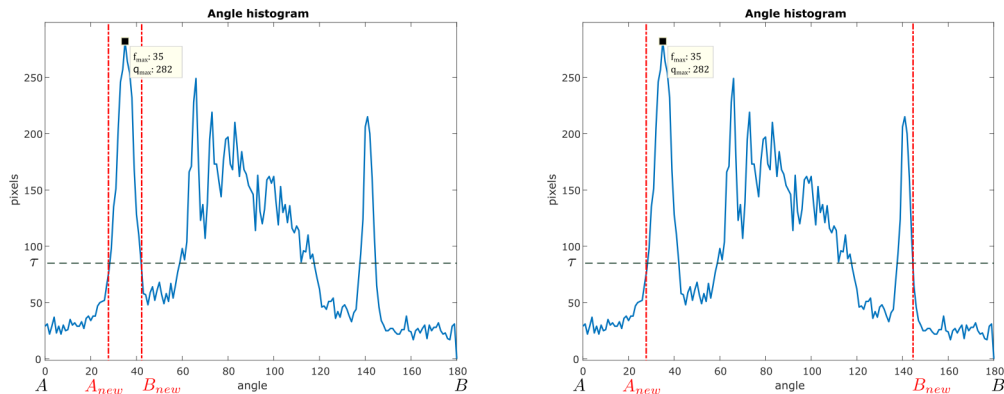 Angle histogram
f_max: 35
q_max: 282
250
200
150
100
50
0
pixels
τ
0 20 40 60 80 100 120 140 160 180
A A_new B_new angle B
Angle histogram
f_max: 35
q_max: 282
250
200
150
100
50
0
pixels
τ
0 20 40 60 80 100 120 140 160 180
A A_new angle B_new B